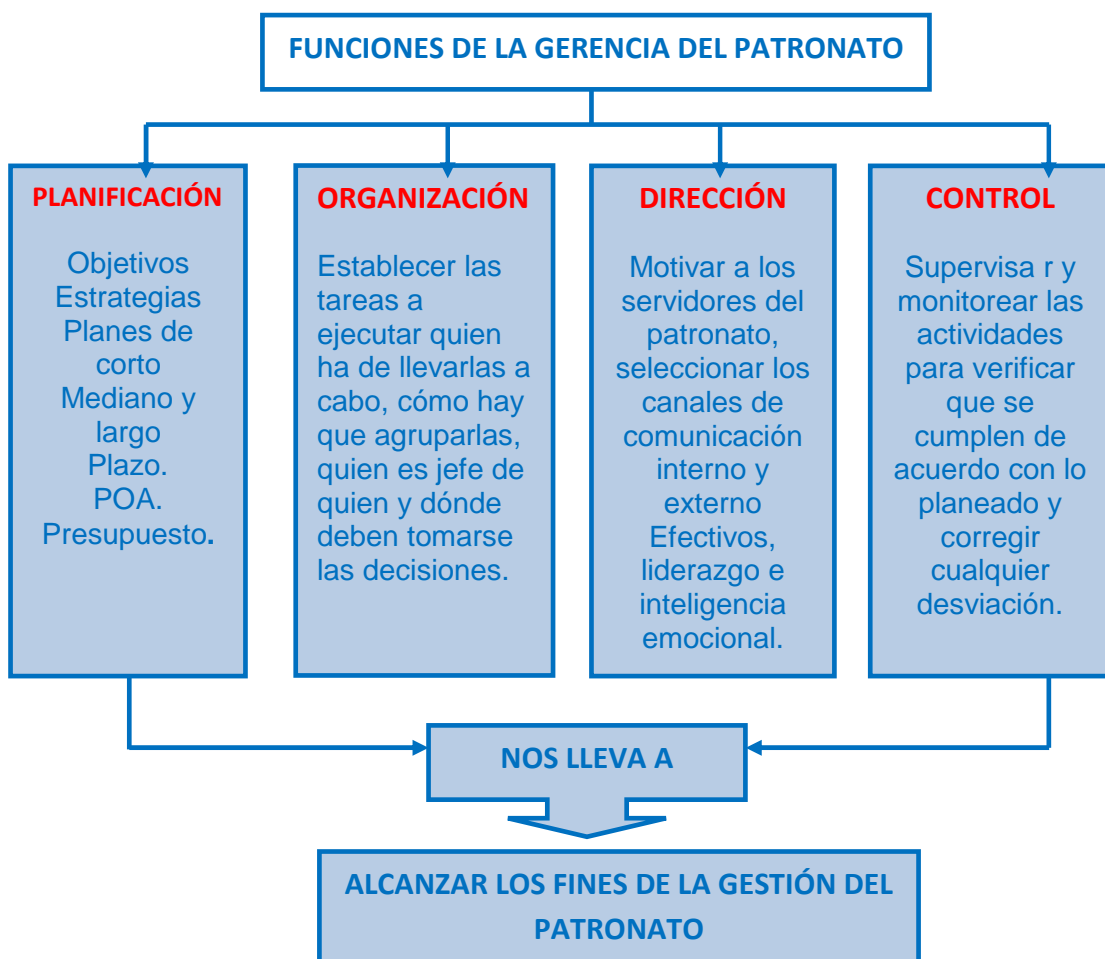 FUNCIONES DE LA GERENCIA DEL PATRONATO
PLANIFICACIÓN
Objetivos
Estrategias
Planes de
corto
Mediano y
largo
Plazo.
POA.
Presupuesto.
ORGANIZACIÓN
Establecer las
tareas a
ejecutar quien
ha de llevarlas a
cabo, cómo hay
que agruparlas,
quien es jefe de
quien y dónde
deben tomarse
las decisiones.
DIRECCIÓN
Motivar a los
servidores del
patronato,
seleccionar los
canales de
comunicación
interno y
externo
Efectivos,
liderazgo e
inteligencia
emocional.
CONTROL
Supervisa r y
monitorear las
actividades
para verificar
que se
cumplen de
acuerdo con lo
planeado y
corregir
cualquier
desviación.
NOS LLEVA A
ALCANZAR LOS FINES DE LA GESTIÓN DEL
PATRONATO